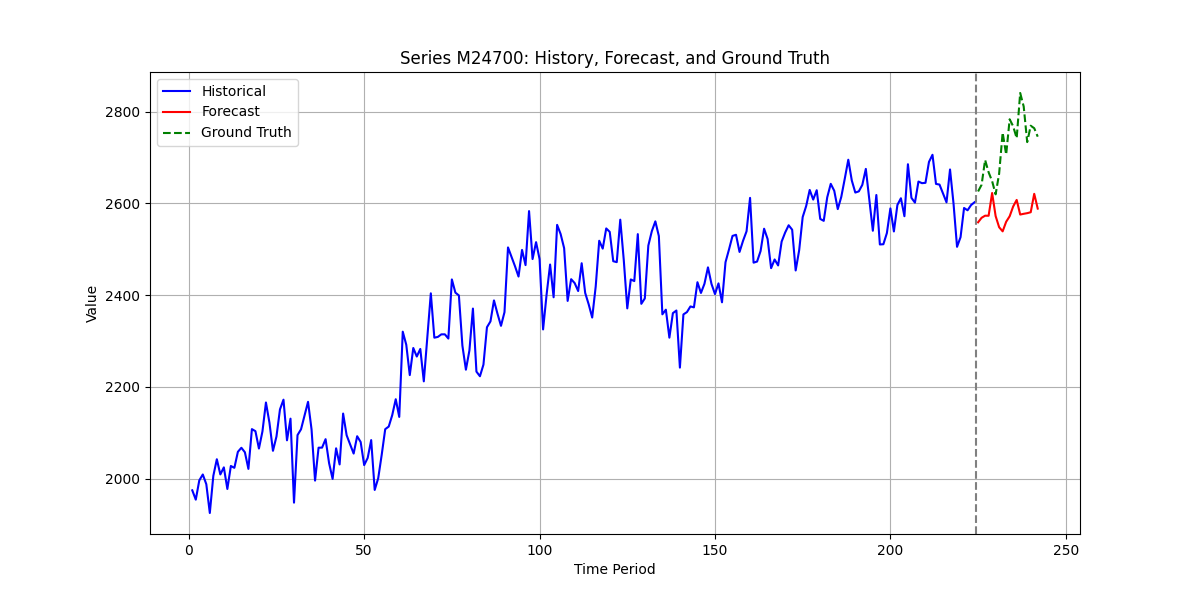 Series M24700: History, Forecast, and Ground Truth
Historical
Forecast
Ground Truth
Value
2800
2600
2400
2200
2000
0 50 100 150 200 250
Time Period